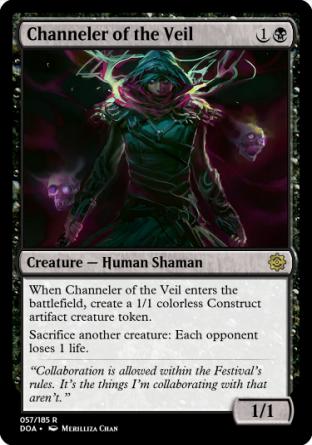 Channeler of the Veil 1
Creature — Human Shaman
When Channeler of the Veil enters the
battlefield, create a 1/1 colorless Construct
artifact creature token.
Sacrifice another creature: Each opponent
loses 1 life.
“Collaboration is allowed within the Festival’s
rules. It’s the things I’m collaborating with that
aren’t.”
1/1
057/185 R
DOA • Merilliza Chan